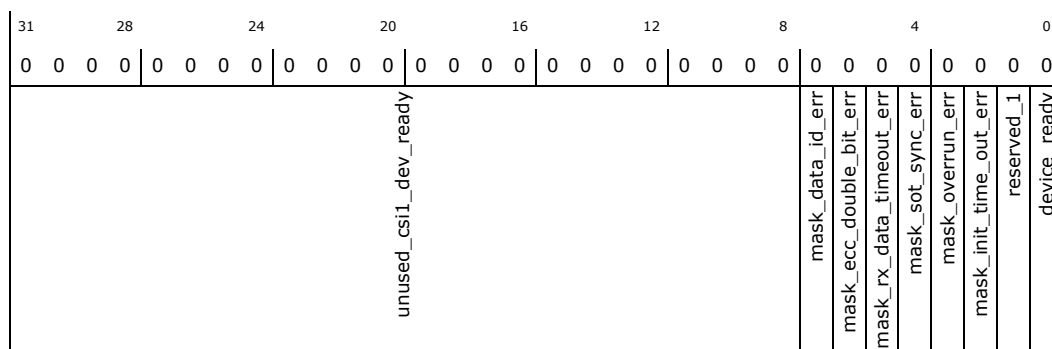 31 28 24 20 16 12 8 4 0
0 0 0 0 0 0 0 0 0 0 0 0 0 0 0 0 0 0 0 0 0 0 0 0 0 0 0 0 0 0 0 0
unused_csi1_dev_ready
mask_data_id_err
mask_ecc_double_bit_err
mask_rx_data_timeout_err
mask_sot_sync_err
mask_overrun_err
mask_init_time_out_err
reserved_1
device_ready